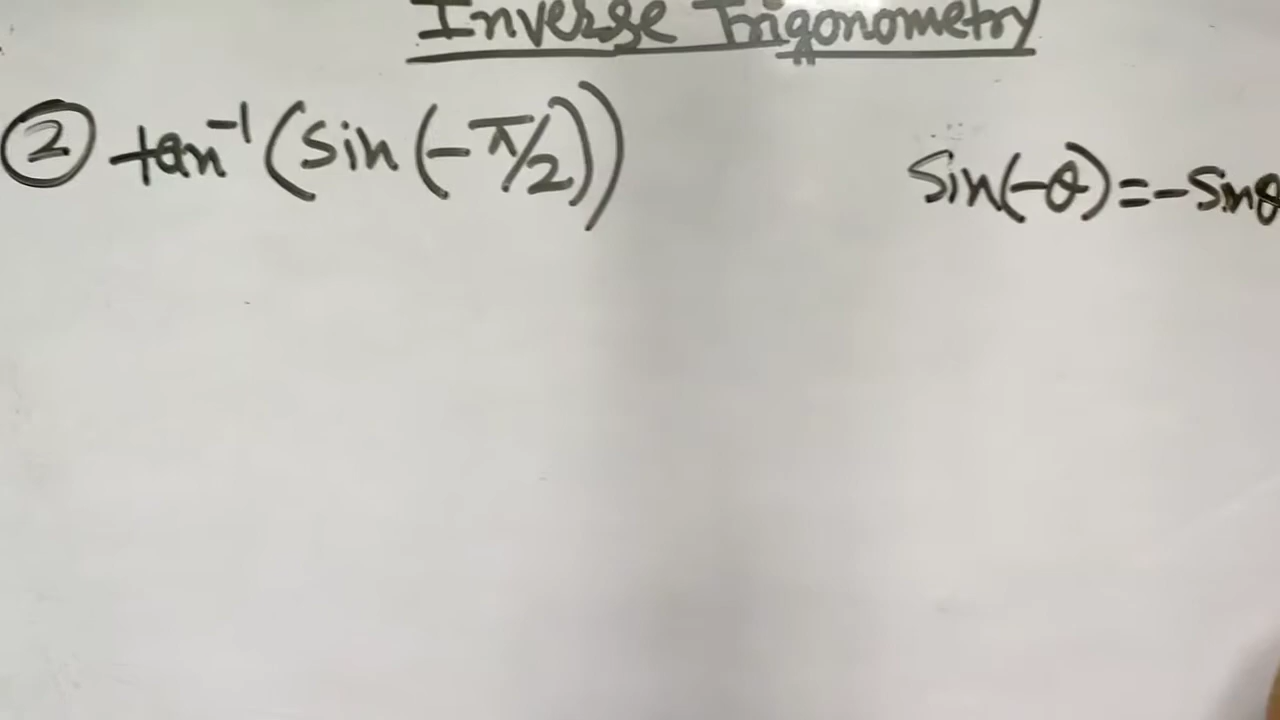 Inverse Trigonometry
② tan⁻¹(sin(-π/2))
Sin(-θ)=-Sinθ